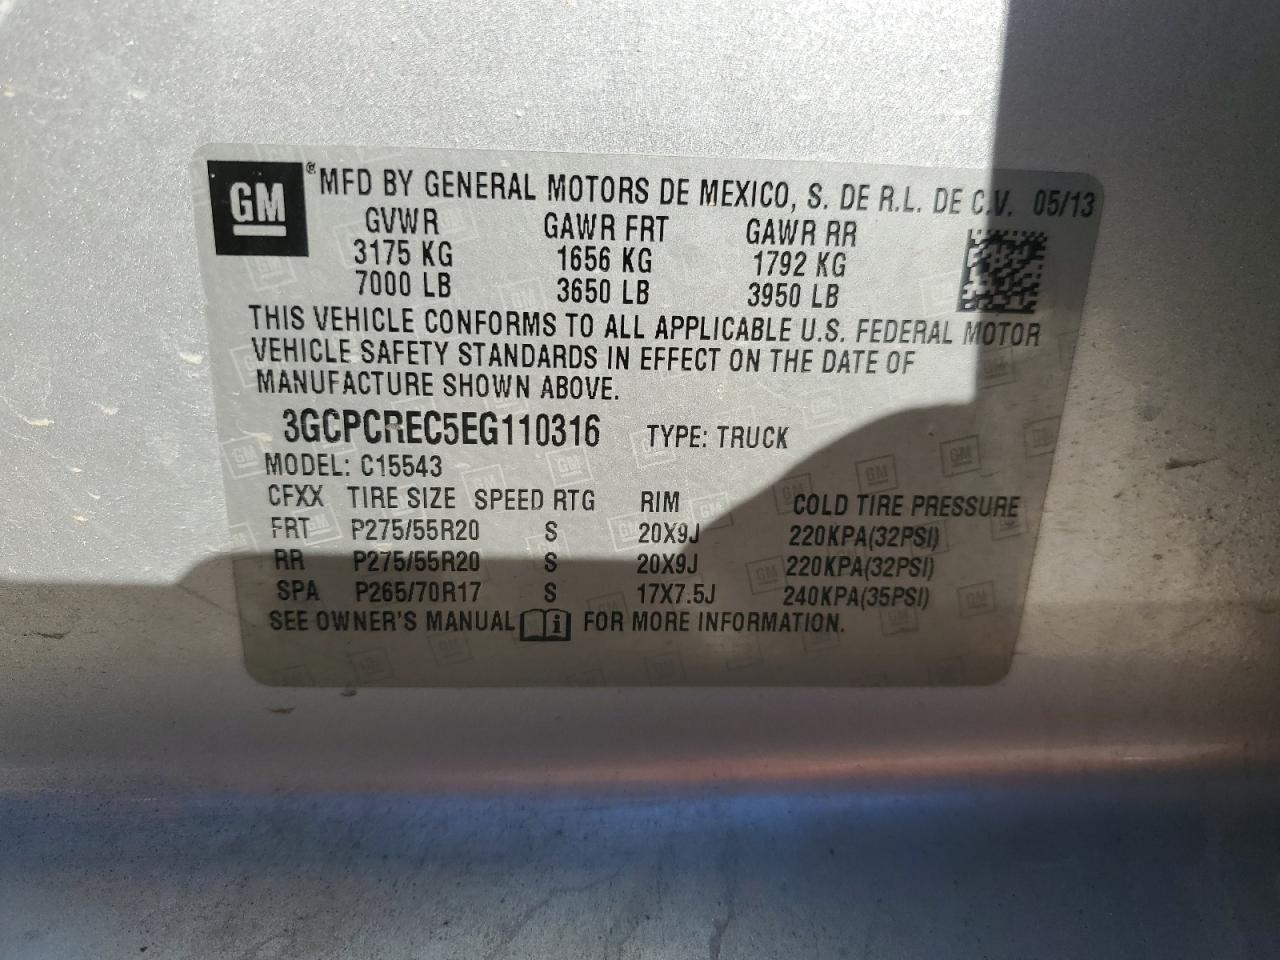 GM ® MFD BY GENERAL MOTORS DE MEXICO, S. DE R.L. DE C.V. 05/13
GVWR GAWR FRT GAWR RR
3175 KG 1656 KG 1792 KG
7000 LB 3650 LB 3950 LB
THIS VEHICLE CONFORMS TO ALL APPLICABLE U.S. FEDERAL MOTOR
VEHICLE SAFETY STANDARDS IN EFFECT ON THE DATE OF
MANUFACTURE SHOWN ABOVE.
3GCPCREC5EG110316 TYPE: TRUCK
MODEL: C15543
CFXX TIRE SIZE SPEED RTG RIM COLD TIRE PRESSURE
FRT P275/55R20 S 20X9J 220KPA(32PSI)
RR P275/55R20 S 20X9J 220KPA(32PSI)
SPA P265/70R17 S 17X7.5J 240KPA(35PSI)
SEE OWNER'S MANUAL FOR MORE INFORMATION.